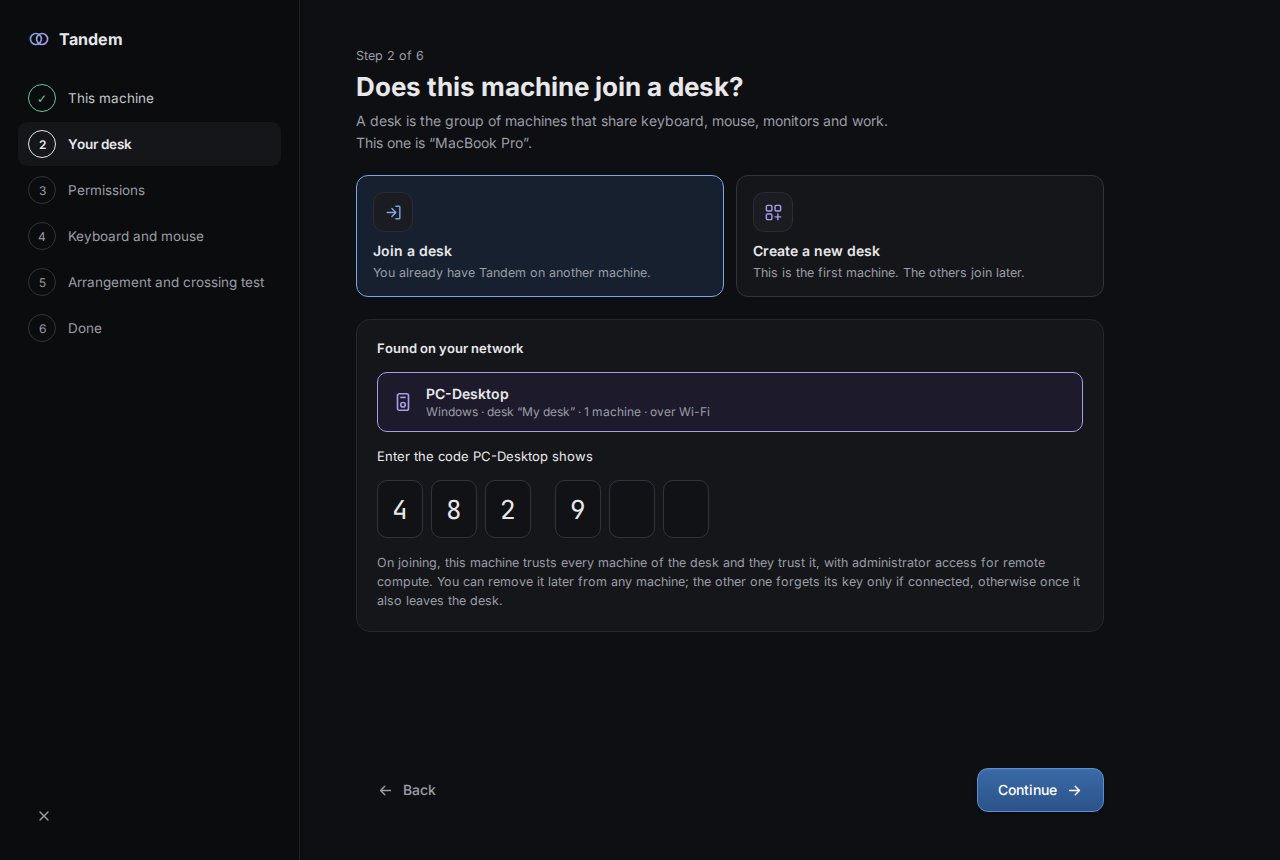 Tandem
✓ This machine
2 Your desk
3 Permissions
4 Keyboard and mouse
5 Arrangement and crossing test
6 Done
Step 2 of 6
Does this machine join a desk?
A desk is the group of machines that share keyboard, mouse, monitors and work.
This one is “MacBook Pro”.
Join a desk
You already have Tandem on another machine.
Create a new desk
This is the first machine. The others join later.
Found on your network
PC-Desktop
Windows · desk “My desk” · 1 machine · over Wi-Fi
Enter the code PC-Desktop shows
4 8 2 9
On joining, this machine trusts every machine of the desk and they trust it, with administrator access for remote
compute. You can remove it later from any machine; the other one forgets its key only if connected, otherwise once it
also leaves the desk.
← Back
Continue →